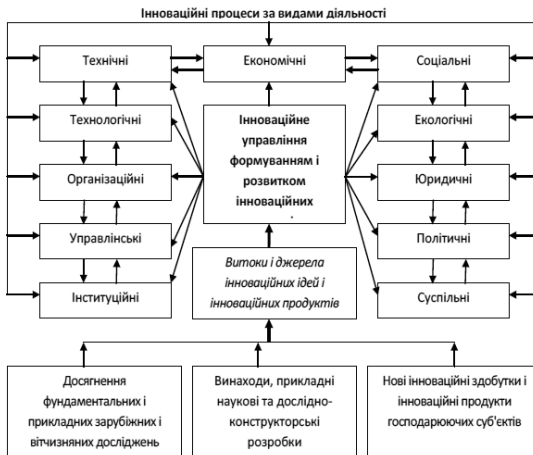 Інноваційні процеси за видами діяльності
Технічні
Економічні
Соціальні
Технологічні
Інноваційне
управління
формуванням і
розвитком
інноваційних
.
Екологічні
Організаційні
Юридичні
Управлінські
Політичні
Витоки і джерела
інноваційних ідей і
інноваційних продуктів
Інституційні
Суспільні
Досягнення
фундаментальних і
прикладних зарубіжних і
вітчизняних досліджень
Винаходи, прикладні
наукові та дослідно-
конструкторські
розробки
Нові інноваційні здобутки і
інноваційні продукти
господарюючих суб'єктів